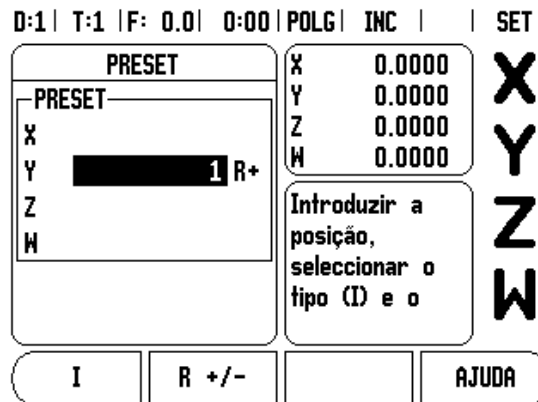 D:1 | T:1 |F: 0.0| 0:00 |POLG| INC | | SET
PRESET
PRESET
X
Y 1 R+
Z
W
X 0.0000
Y 0.0000
Z 0.0000
W 0.0000
Introduzir a
posição,
seleccionar o
tipo (I) e o
X
Y
Z
W
I
R +/-
AJUDA